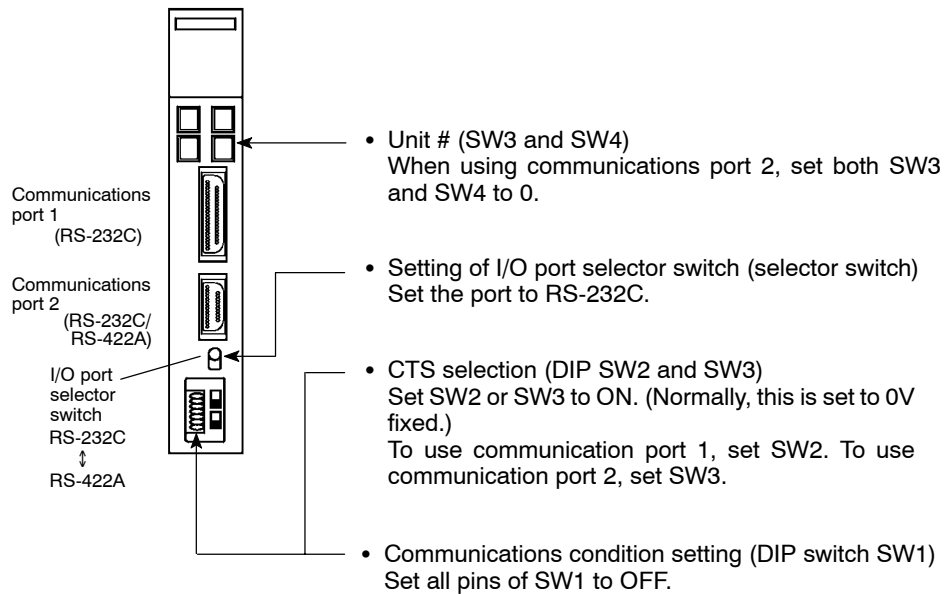 • Unit # (SW3 and SW4)
When using communications port 2, set both SW3
and SW4 to 0.
Communications
port 1
(RS-232C)
• Setting of I/O port selector switch (selector switch)
Set the port to RS-232C.
Communications
port 2
(RS-232C/
RS-422A)
I/O port
selector
switch
RS-232C
⇕
RS-422A
• CTS selection (DIP SW2 and SW3)
Set SW2 or SW3 to ON. (Normally, this is set to 0V
fixed.)
To use communication port 1, set SW2. To use
communication port 2, set SW3.
• Communications condition setting (DIP switch SW1)
Set all pins of SW1 to OFF.